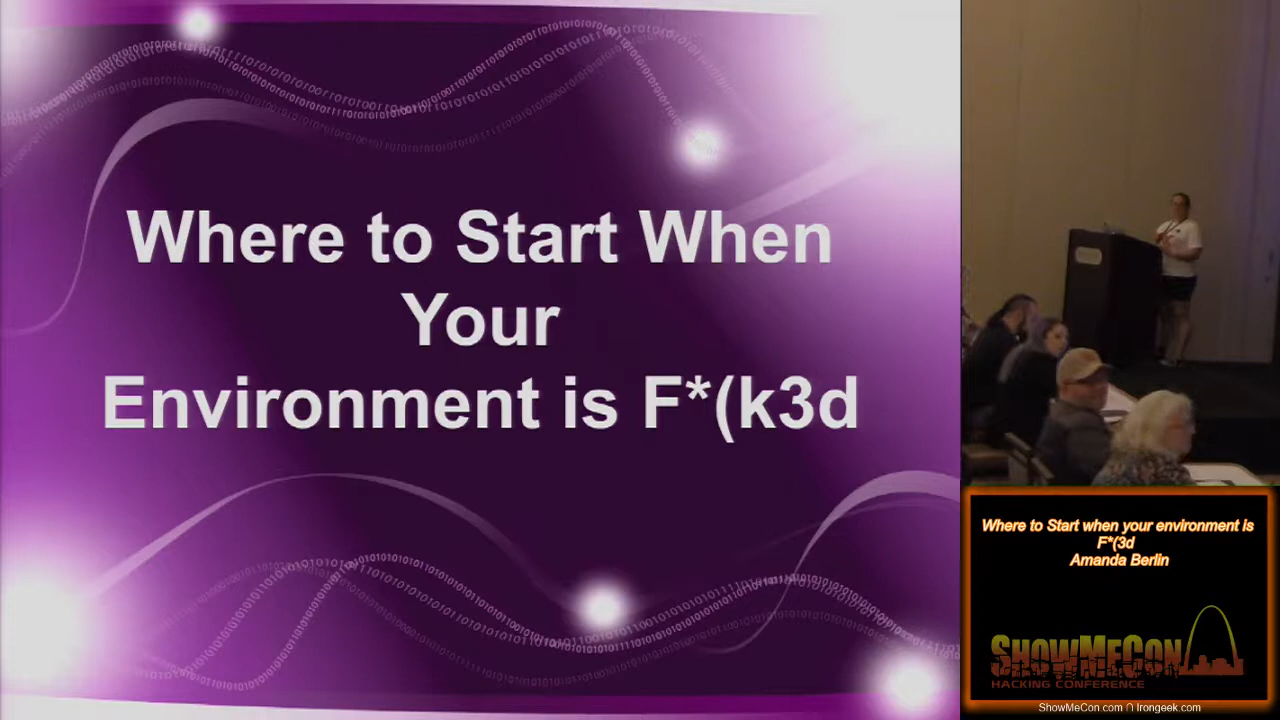 Where to Start When
Your
Environment is F*(k3d
Where to Start when your environment is
F*(3d
Amanda Berlin
ShowMeCon
HACKING CONFERENCE
ShowMeCon.com ∩ Irongeek.com